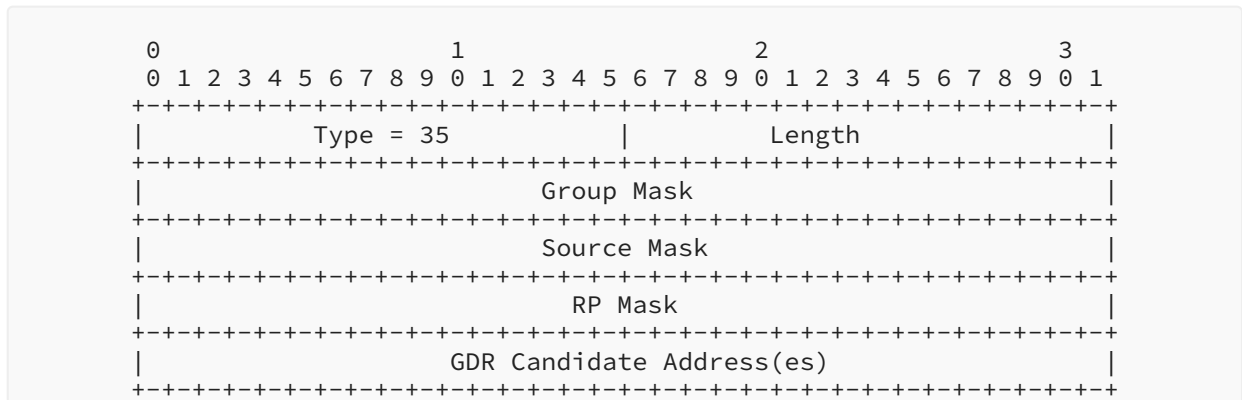 0                   1                   2                   3
 0 1 2 3 4 5 6 7 8 9 0 1 2 3 4 5 6 7 8 9 0 1 2 3 4 5 6 7 8 9 0 1
+-+-+-+-+-+-+-+-+-+-+-+-+-+-+-+-+-+-+-+-+-+-+-+-+-+-+-+-+-+-+-+-+
|           Type = 35           |         Length                |
+-+-+-+-+-+-+-+-+-+-+-+-+-+-+-+-+-+-+-+-+-+-+-+-+-+-+-+-+-+-+-+-+
|                          Group Mask                           |
+-+-+-+-+-+-+-+-+-+-+-+-+-+-+-+-+-+-+-+-+-+-+-+-+-+-+-+-+-+-+-+-+
|                          Source Mask                          |
+-+-+-+-+-+-+-+-+-+-+-+-+-+-+-+-+-+-+-+-+-+-+-+-+-+-+-+-+-+-+-+-+
|                            RP Mask                            |
+-+-+-+-+-+-+-+-+-+-+-+-+-+-+-+-+-+-+-+-+-+-+-+-+-+-+-+-+-+-+-+-+
|                    GDR Candidate Address(es)                  |
+-+-+-+-+-+-+-+-+-+-+-+-+-+-+-+-+-+-+-+-+-+-+-+-+-+-+-+-+-+-+-+-+